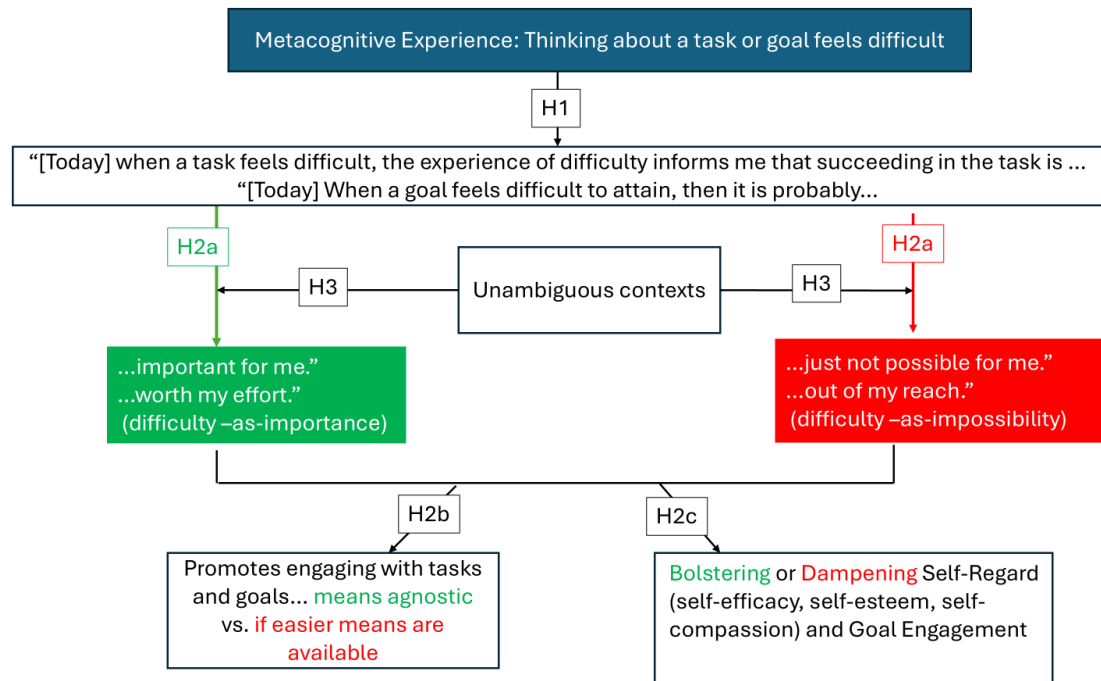 Metacognitive Experience: Thinking about a task or goal feels difficult
H1
“[Today] when a task feels difficult, the experience of difficulty informs me that succeeding in the task is ...
“[Today] When a goal feels difficult to attain, then it is probably...
H2a
H2a
H3
Unambiguous contexts
H3
...important for me.”
...worth my effort.”
(difficulty –as-importance)
...just not possible for me.”
...out of my reach.”
(difficulty –as-impossibility)
H2b
H2c
Promotes engaging with tasks
and goals... means agnostic
vs. if easier means are
available
Bolstering or Dampening Self-Regard
(self-efficacy, self-esteem, self-
compassion) and Goal Engagement